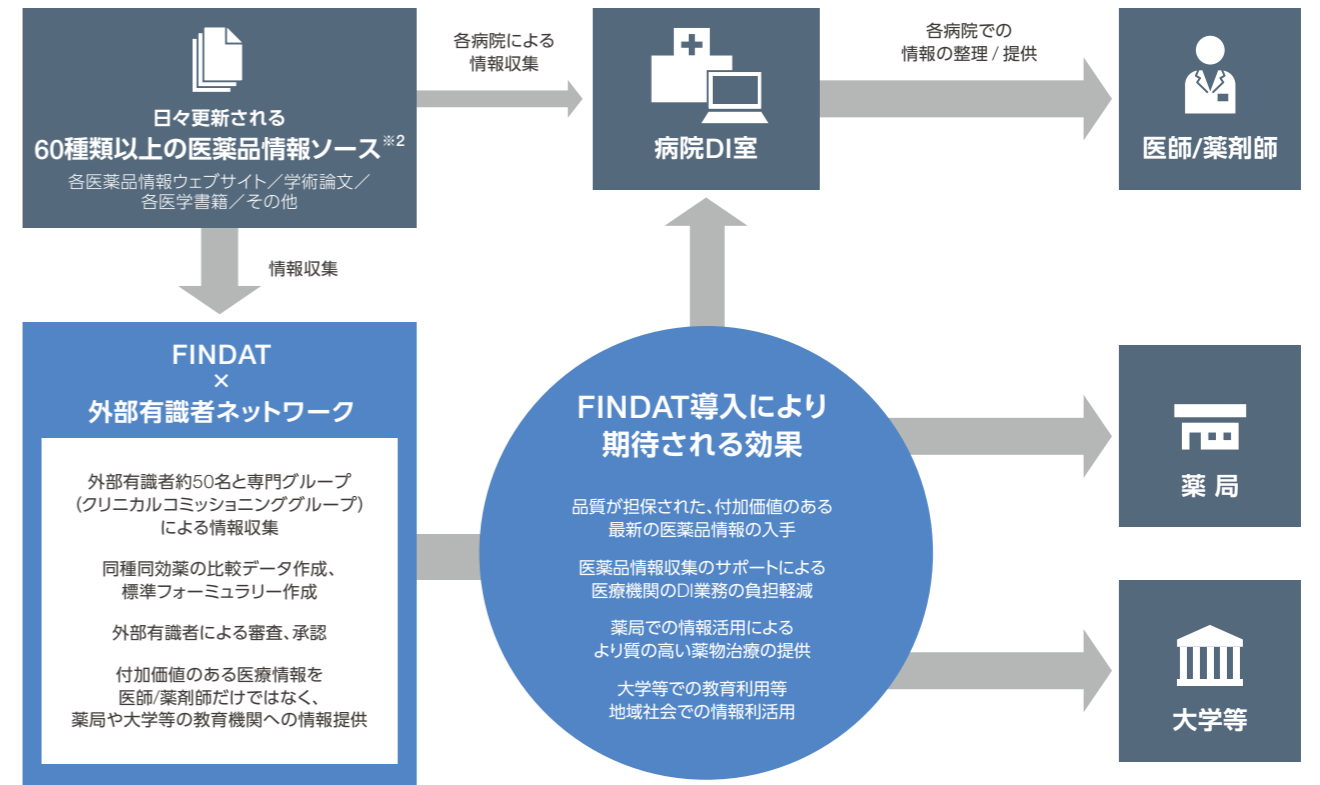 日々更新される
60種類以上の医薬品情報ソース※2
各医薬品情報ウェブサイト／学術論文／
各医学書籍／その他
各病院による
情報収集
病院DI室
各病院での
情報の整理 / 提供
医師/薬剤師
情報収集
FINDAT
×
外部有識者ネットワーク
外部有識者約50名と専門グループ
（クリニカルコミッショニンググループ）
による情報収集
同種同効薬の比較データ作成、
標準フォーミュラリー作成
外部有識者による審査、承認
付加価値のある医療情報を
医師/薬剤師だけではなく、
薬局や大学等の教育機関への情報提供
FINDAT導入により
期待される効果
品質が担保された、付加価値のある
最新の医薬品情報の入手
医薬品情報収集のサポートによる
医療機関のDI業務の負担軽減
薬局での情報活用による
より質の高い薬物治療の提供
大学等での教育利用等
地域社会での情報利活用
薬 局
大学等